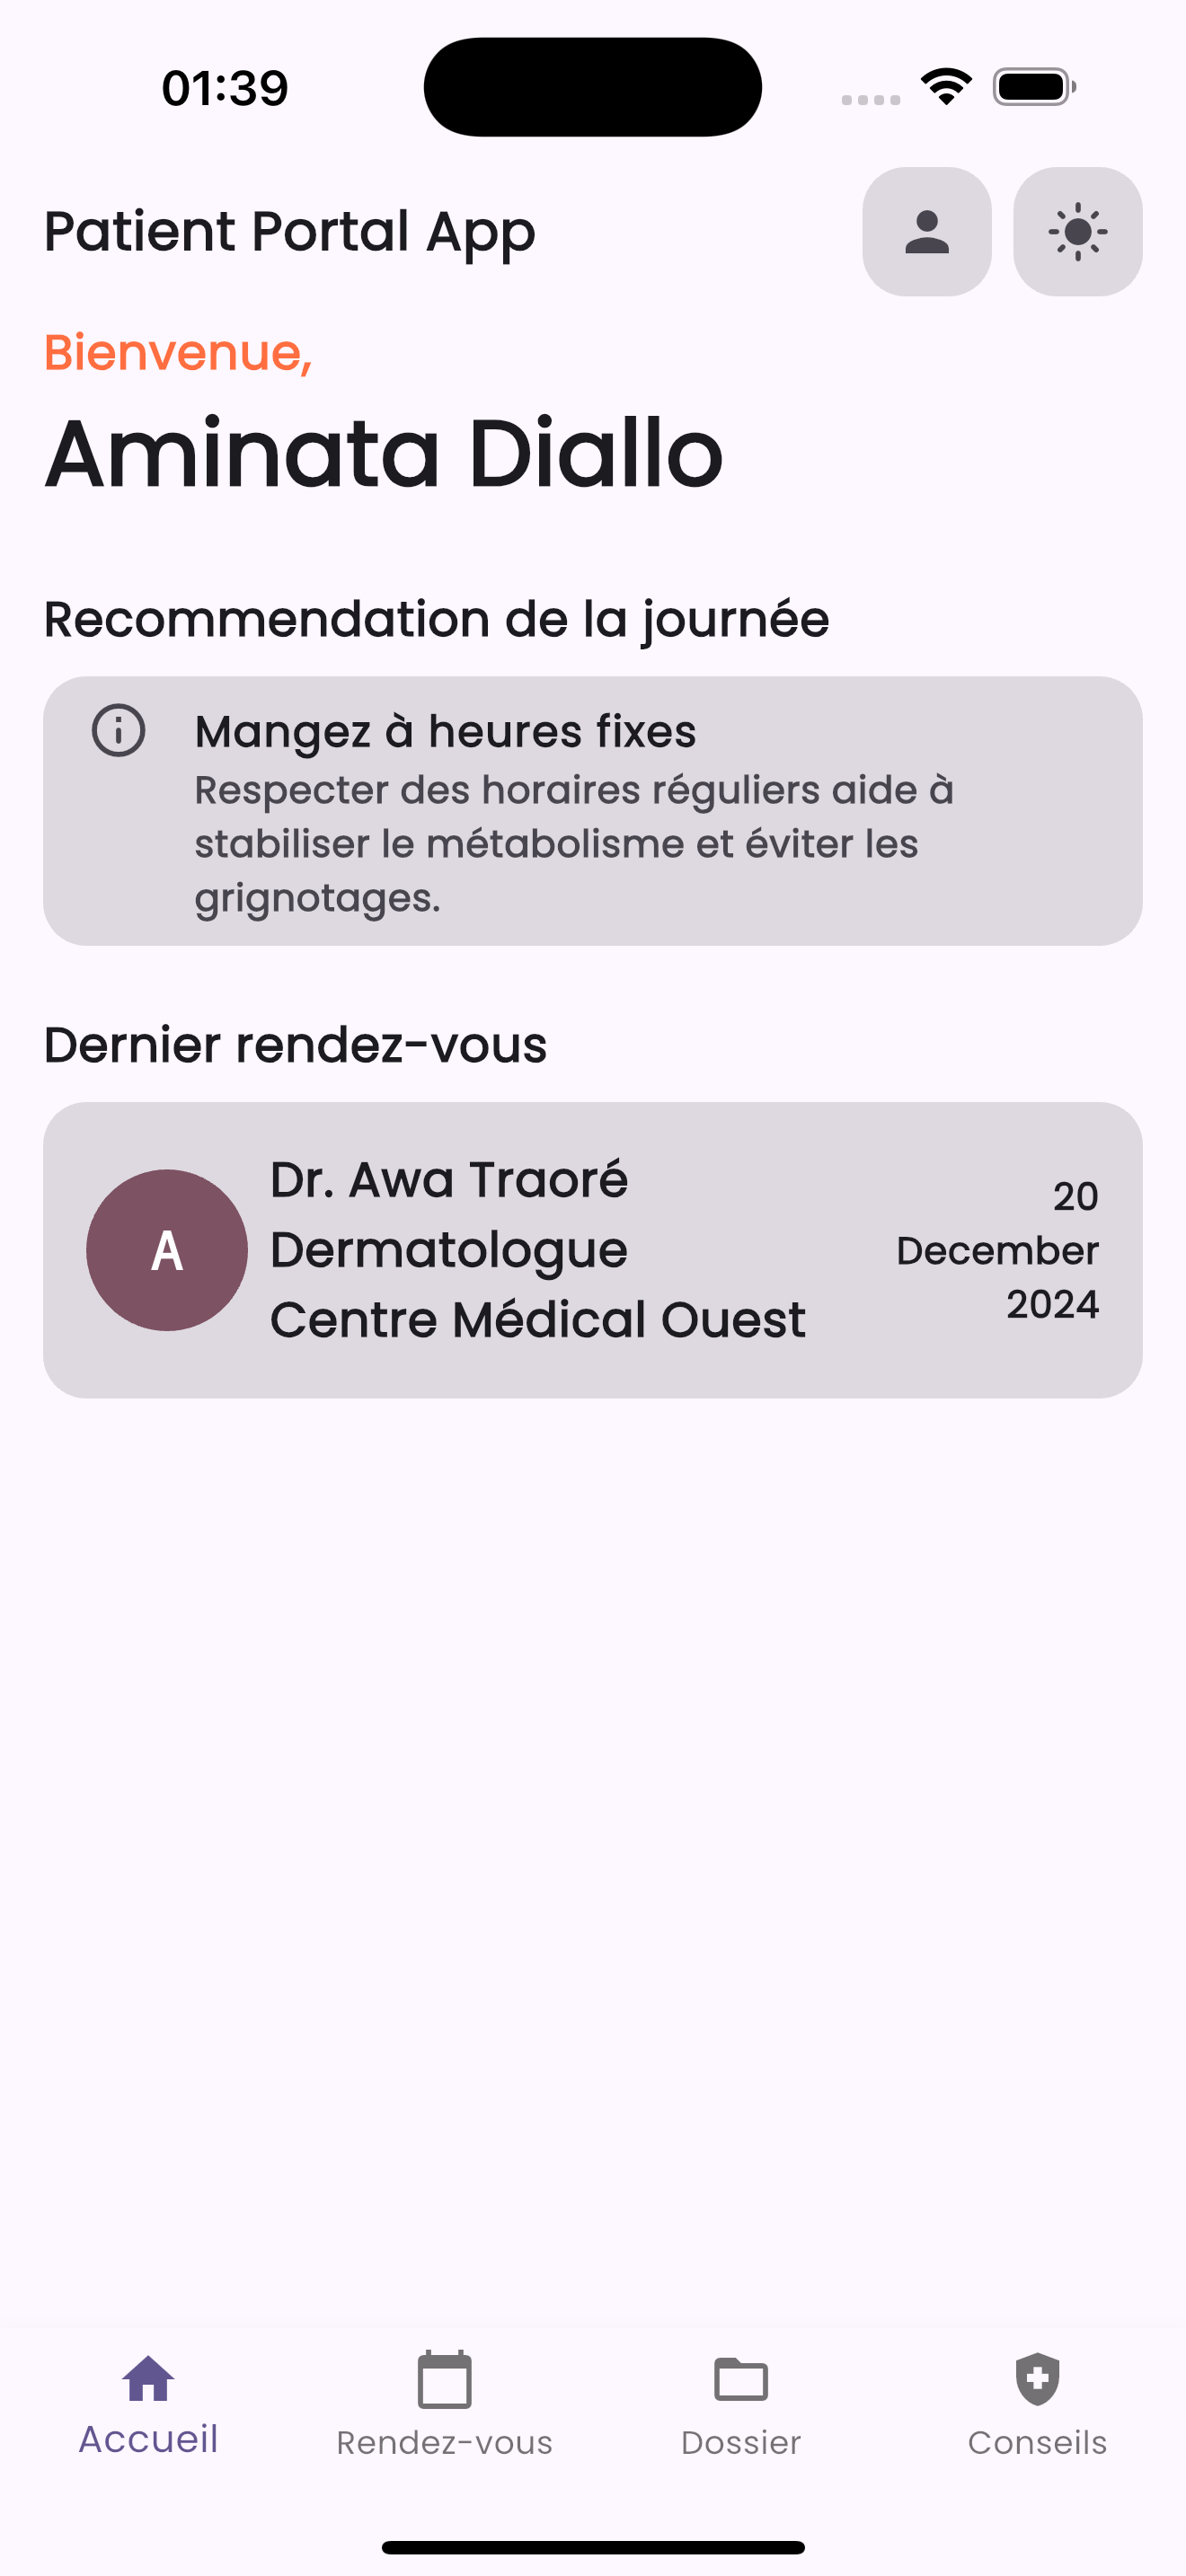 01:39
Patient Portal App
Bienvenue,
Aminata Diallo
Recommendation de la journée
Mangez à heures fixes
Respecter des horaires réguliers aide à
stabiliser le métabolisme et éviter les
grignotages.
Dernier rendez-vous
A
Dr. Awa Traoré
Dermatologue
Centre Médical Ouest
20
December
2024
Accueil
Rendez-vous
Dossier
Conseils